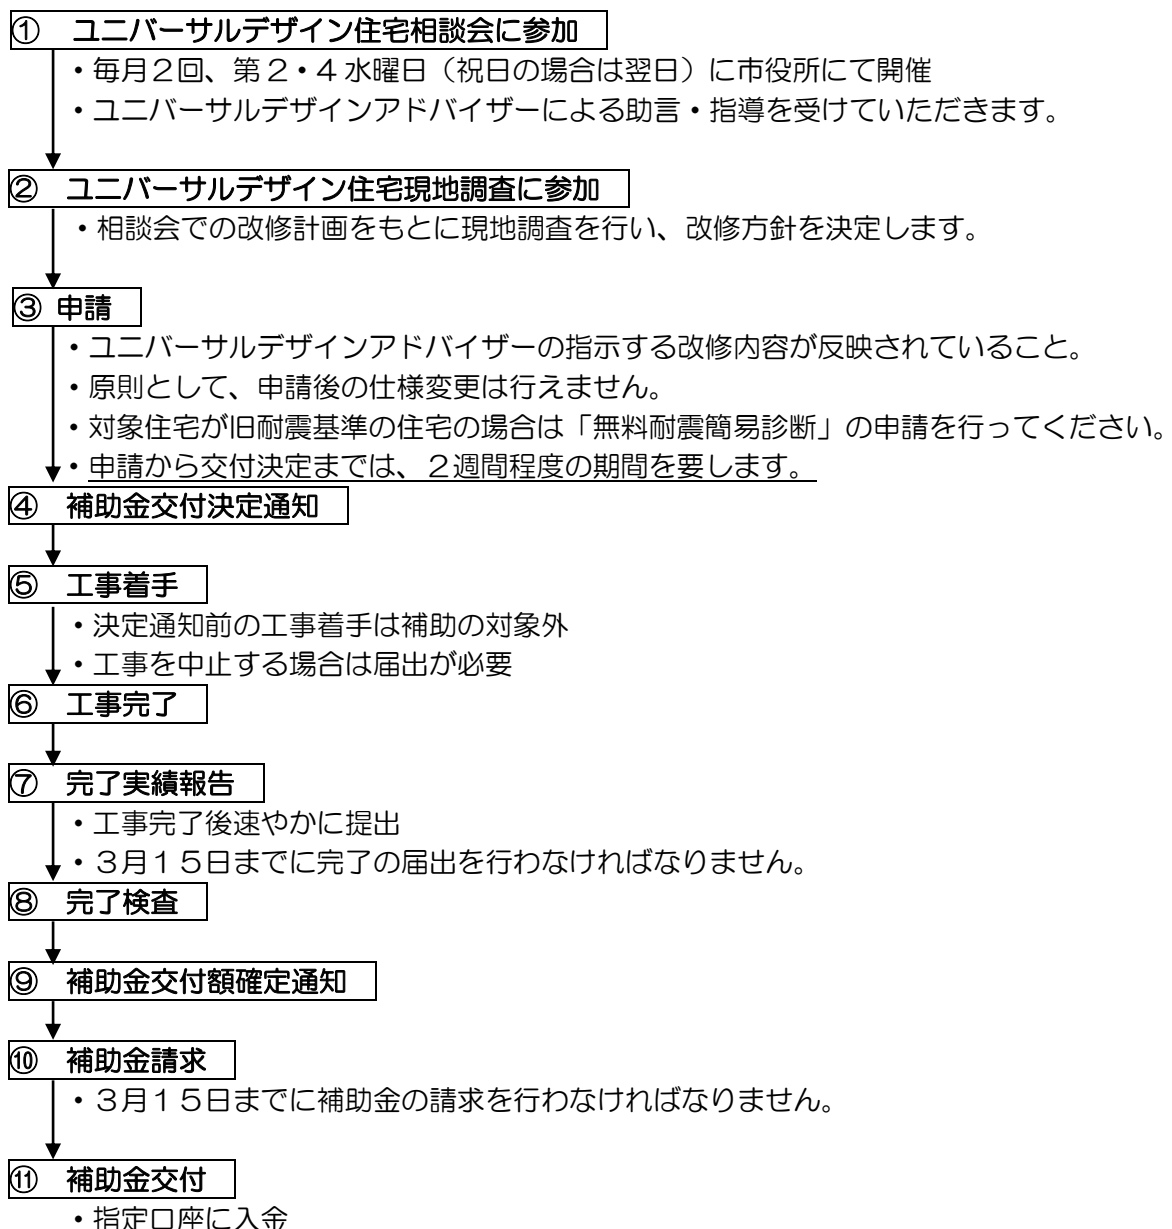 ① ユニバーサルデザイン住宅相談会に参加
・毎月２回、第２・４水曜日（祝日の場合は翌日）に市役所にて開催
・ユニバーサルデザインアドバイザーによる助言・指導を受けていただきます。
② ユニバーサルデザイン住宅現地調査に参加
・相談会での改修計画をもとに現地調査を行い、改修方針を決定します。
③ 申請
・ユニバーサルデザインアドバイザーの指示する改修内容が反映されていること。
・原則として、申請後の仕様変更は行えません。
・対象住宅が旧耐震基準の住宅の場合は「無料耐震簡易診断」の申請を行ってください。
・申請から交付決定までは、２週間程度の期間を要します。
④ 補助金交付決定通知
⑤ 工事着手
・決定通知前の工事着手は補助の対象外
・工事を中止する場合は届出が必要
⑥ 工事完了
⑦ 完了実績報告
・工事完了後速やかに提出
・３月１５日までに完了の届出を行わなければなりません。
⑧ 完了検査
⑨ 補助金交付額確定通知
⑩ 補助金請求
・３月１５日までに補助金の請求を行わなければなりません。
⑪ 補助金交付
・指定口座に入金